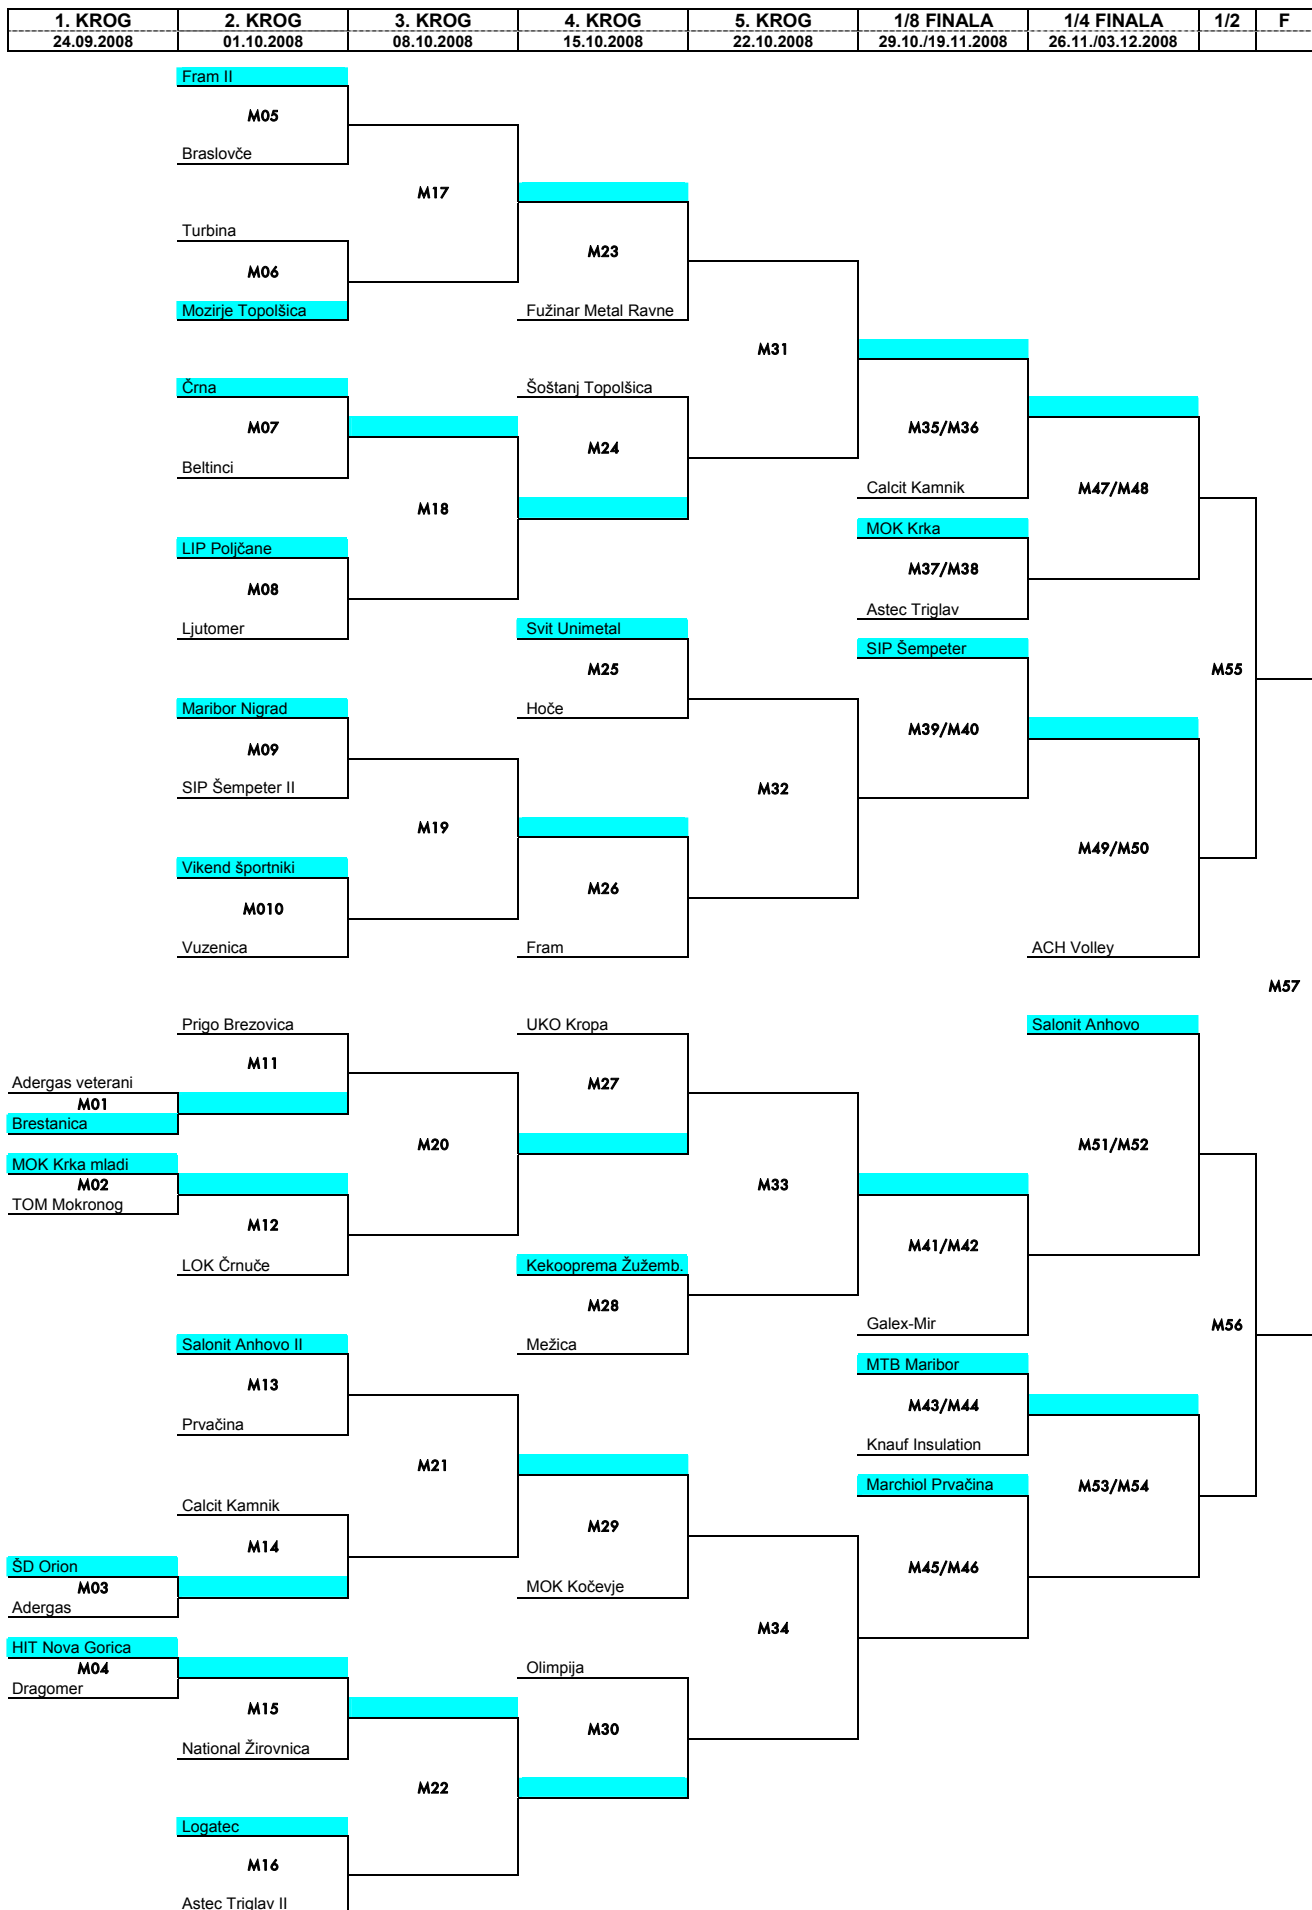 1. KROG 2. KROG 3. KROG 4. KROG 5. KROG 1/8 FINALA 1/4 FINALA 1/2 F
24.09.2008 01.10.2008 08.10.2008 15.10.2008 22.10.2008 29.10./19.11.2008 26.11./03.12.2008
Fram II
M05
Braslovče
M17
Turbina
M23
M06
Mozirje Topolšica Fužinar Metal Ravne
M31
Črna Šoštanj Topolšica
M07 M35/M36
M24
Beltinci
Calcit Kamnik M47/M48
M18
MOK Krka
LIP Poljčane
M37/M38
M08
Astec Triglav
Ljutomer Svit Unimetal
SIP Šempeter
M25 M55
Maribor Nigrad Hoče
M39/M40
M09
SIP Šempeter II M32
M19
M49/M50
Vikend športniki
M26
M010
Vuzenica Fram ACH Volley
M57
Prigo Brezovica UKO Kropa Salonit Anhovo
M11
Adergas veterani M27
M01
Brestanica
M20 M51/M52
MOK Krka mladi
M02 M33
TOM Mokronog
M12
M41/M42
LOK Črnuče Kekooprema Žužemb.
M28
Galex-Mir M56
Salonit Anhovo II Mežica
MTB Maribor
M13
M43/M44
Prvačina
Knauf Insulation
M21
Marchiol Prvačina M53/M54
Calcit Kamnik
M29
M14
ŠD Orion M45/M46
M03 MOK Kočevje
Adergas
M34
HIT Nova Gorica
M04 Olimpija
Dragomer
M15
M30
National Žirovnica
M22
Logatec
M16
Astec Triglav II